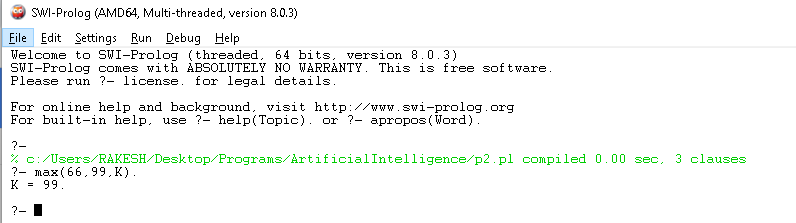 SWI-Prolog (AMD64, Multi-threaded, version 8.0.3)
File Edit Settings Run Debug Help
Welcome to SWI-Prolog (threaded, 64 bits, version 8.0.3)
SWI-Prolog comes with ABSOLUTELY NO WARRANTY. This is free software.
Please run ?- license. for legal details.
For online help and background, visit http://www.swi-prolog.org
For built-in help, use ?- help(Topic). or ?- apropos(Word).
?-
% c:/Users/RAKESH/Desktop/Programs/ArtificialIntelligence/p2.pl compiled 0.00 sec, 3 clauses
?- max(66,99,K).
K = 99.
?-